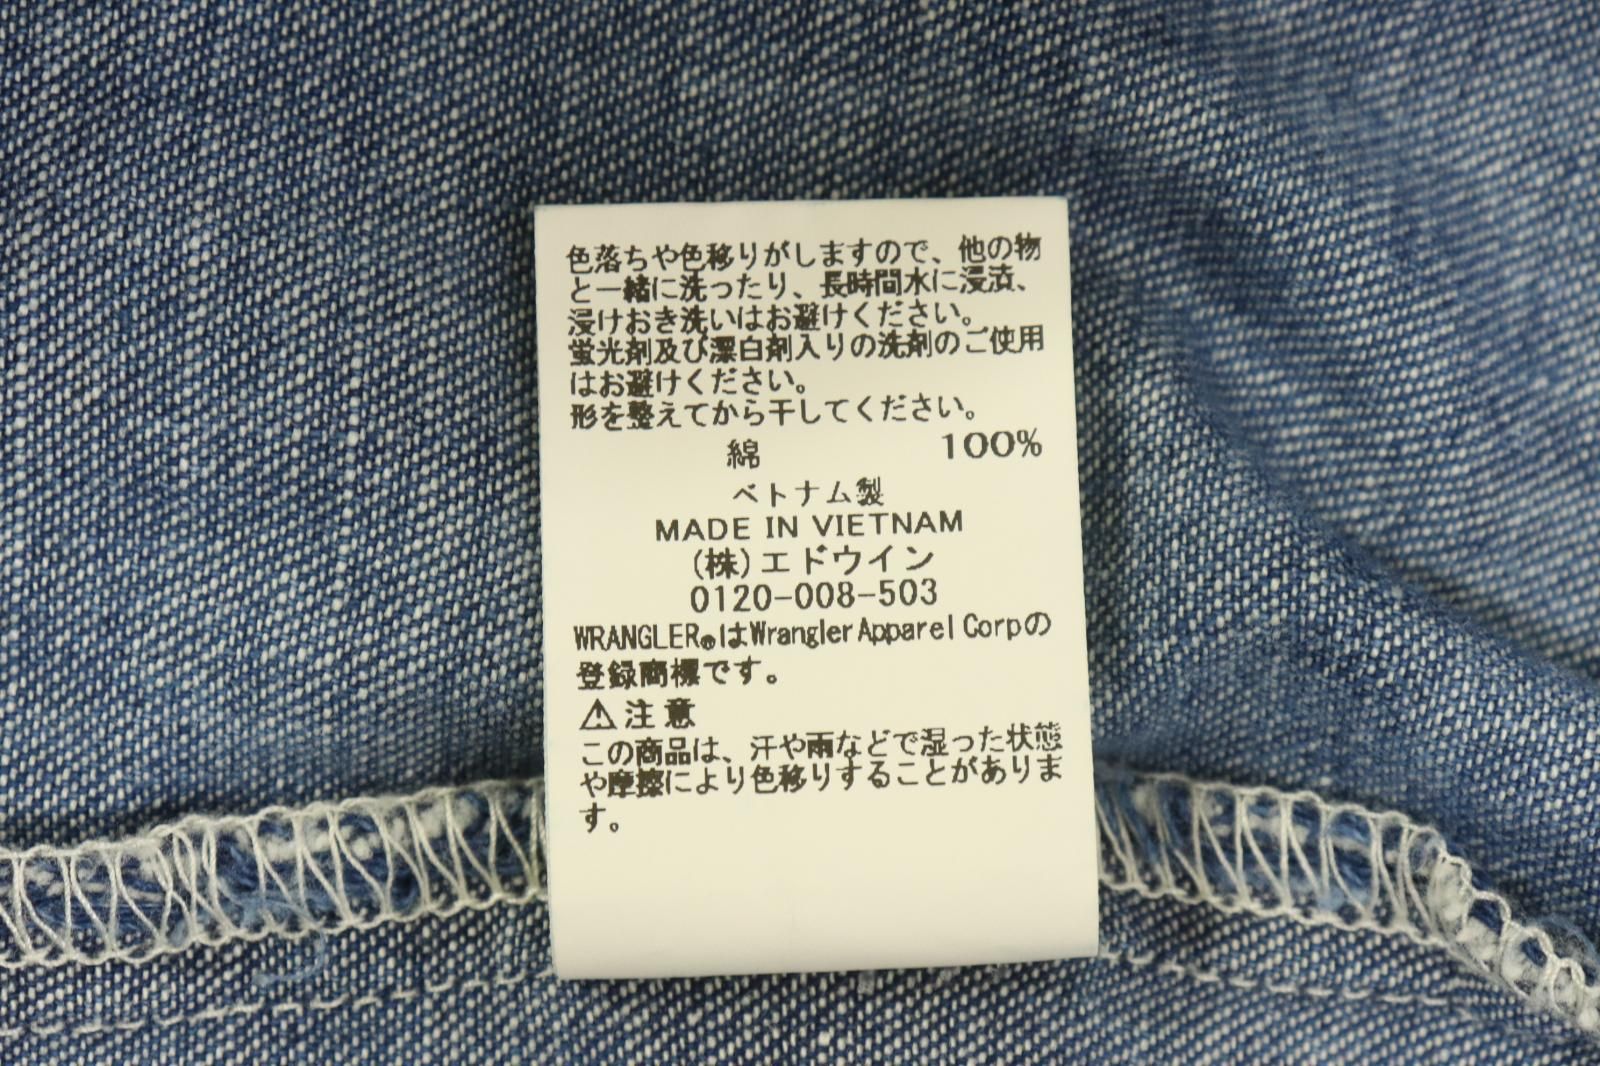 色落ちや色移りがしますので、他の物
と一緒に洗ったり、長時間水に浸漬、
浸けおき洗いはお避けください。
蛍光剤及び漂白剤入りの洗剤のご使用
はお避けください。
形を整えてから干してください。
綿 100%
ベトナム製
MADE IN VIETNAM
(株)エドウイン
0120-008-503
WRANGLER®はWrangler Apparel Corpの
登録商標です。
⚠注意
この商品は、汗や雨などで湿った状態
や摩擦により色移りすることがありま
す。